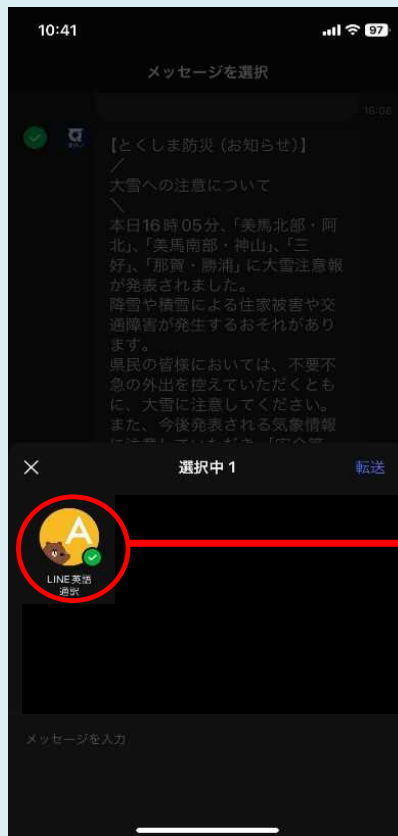 10:41
97
メッセージを選択
16:06
【とくしま防災（お知らせ）】
／
大雪への注意について
＼
本日16時05分、「美馬北部・阿
北」、「美馬南部・神山」、「三
好」、「那賀・勝浦」に大雪注意報
が発表されました。
降雪や積雪による住家被害や交
通障害が発生するおそれがあり
ます。
県民の皆様においては、不要不
急の外出を控えていただくとも
に、大雪に注意してください。
また、今後発表される気象情報
選択中 1
転送
A
LINE英語
通訳
メッセージを入力